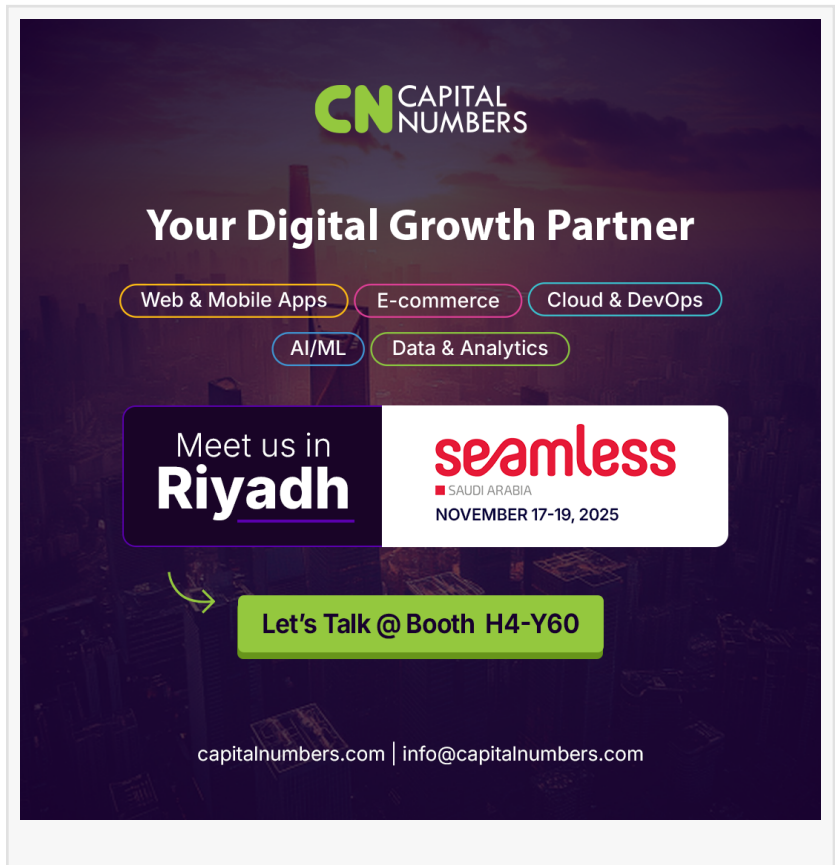 CN CAPITAL
NUMBERS
Your Digital Growth Partner
Web & Mobile Apps E-commerce Cloud & DevOps
AI/ML Data & Analytics
Meet us in
Riyadh
seamless
SAUDI ARABIA
NOVEMBER 17-19, 2025
Let's Talk @ Booth H4-Y60
capitalnumbers.com | info@capitalnumbers.com